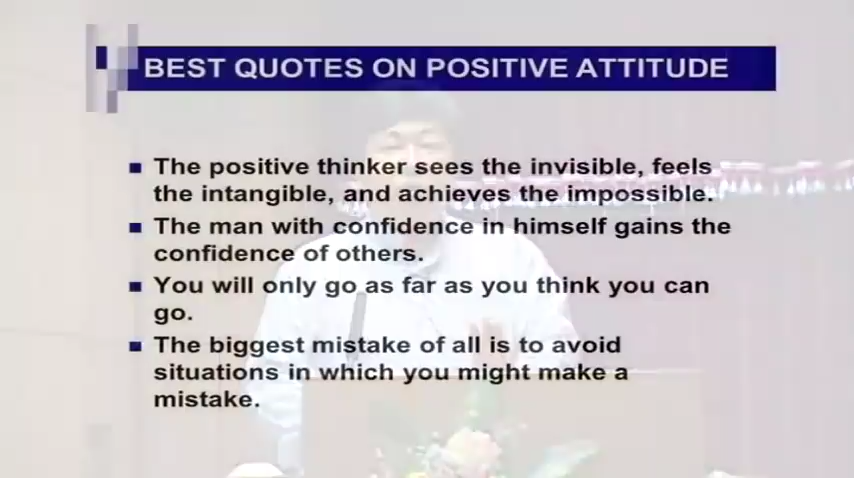 BEST QUOTES ON POSITIVE ATTITUDE
The positive thinker sees the invisible, feels
the intangible, and achieves the impossible.
The man with confidence in himself gains the
confidence of others.
You will only go as far as you think you can
go.
The biggest mistake of all is to avoid
situations in which you might make a
mistake.